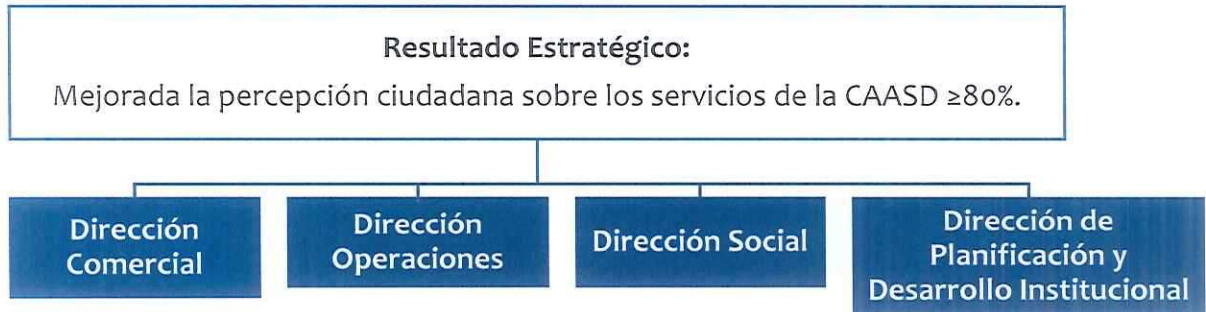 Resultado Estratégico:
Mejorada la percepción ciudadana sobre los servicios de la CAASD ≥80%.
Dirección
Comercial
Dirección
Operaciones
Dirección Social
Dirección de
Planificación y
Desarrollo Institucional